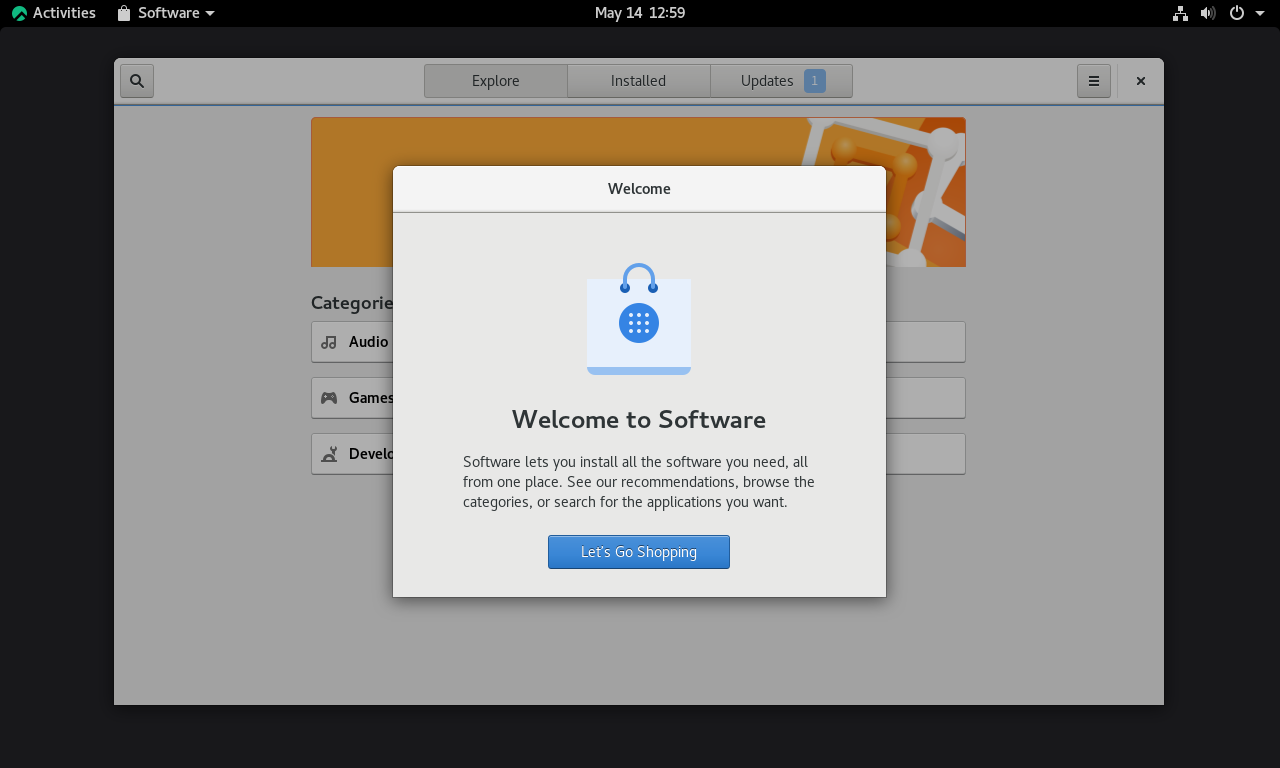 Activities
Software
May 14 12:59
Explore
Installed
Updates 1
Welcome
Categorie
Audio
Games
Develo
Welcome to Software
Software lets you install all the software you need, all
from one place. See our recommendations, browse the
categories, or search for the applications you want.
Let's Go Shopping